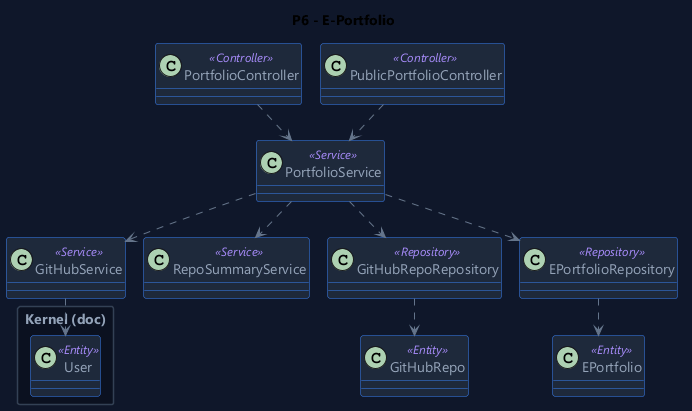 P6 - E-Portfolio
C «Controller» PortfolioController
C «Controller» PublicPortfolioController
C «Service» PortfolioService
C «Service» GitHubService
C «Service» RepoSummaryService
C «Repository» GitHubRepoRepository
C «Repository» EPortfolioRepository
Kernel (doc)
C «Entity» User
C «Entity» GitHubRepo
C «Entity» EPortfolio